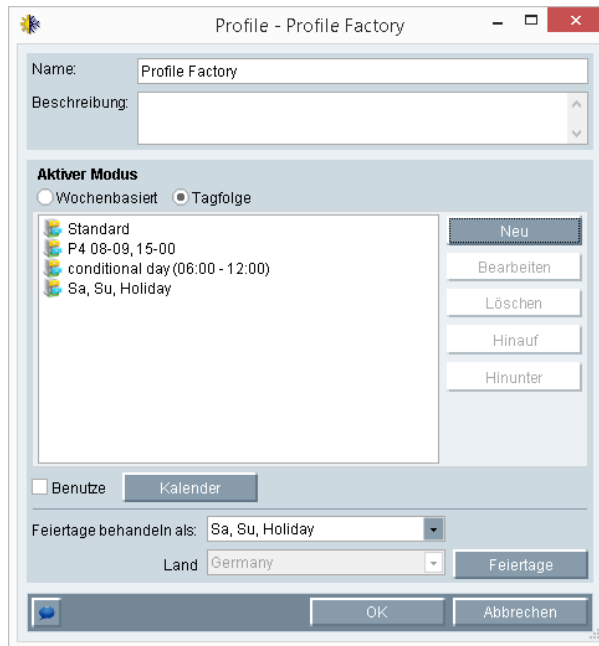 Profile - Profile Factory
Name: Profile Factory
Beschreibung:
Aktiver Modus
Wochenbasiert Tagfolge
Standard
P4 08-09, 15-00
conditional day (06:00 - 12:00)
Sa, Su, Holiday
Neu
Bearbeiten
Löschen
Hinauf
Hinunter
Benutze Kalender
Feiertage behandeln als: Sa, Su, Holiday
Land Germany Feiertage
OK Abbrechen